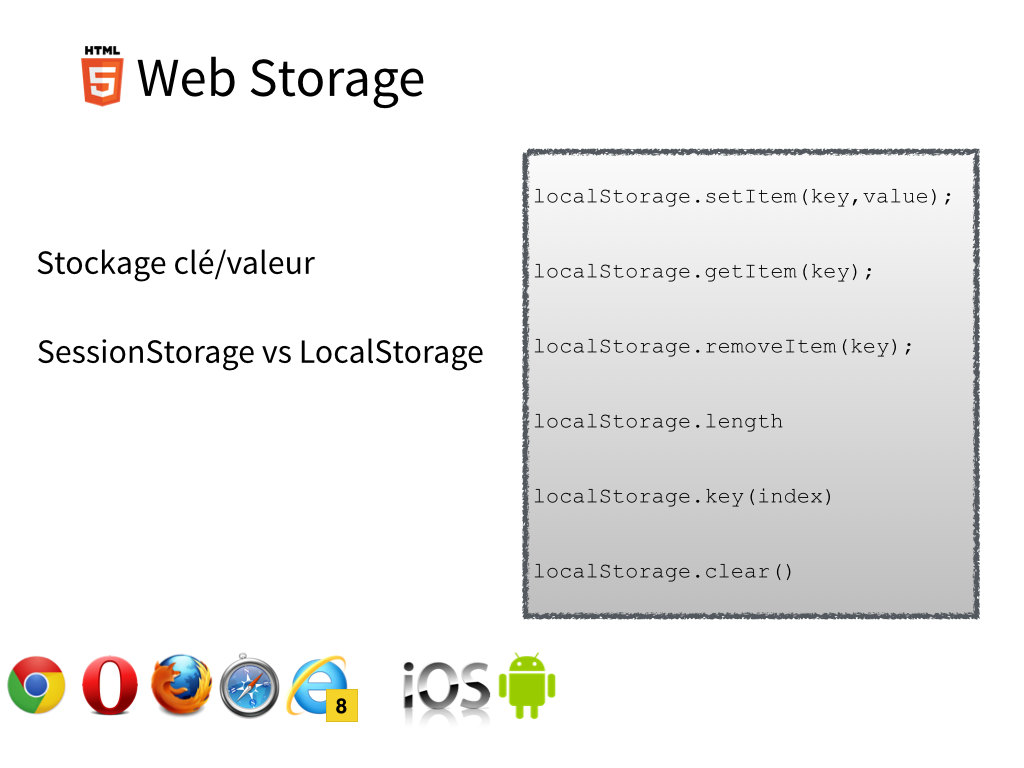 HTML
5 Web Storage
Stockage clé/valeur
SessionStorage vs LocalStorage
localStorage.setItem(key,value);
localStorage.getItem(key);
localStorage.removeItem(key);
localStorage.length
localStorage.key(index)
localStorage.clear()
8
iOS